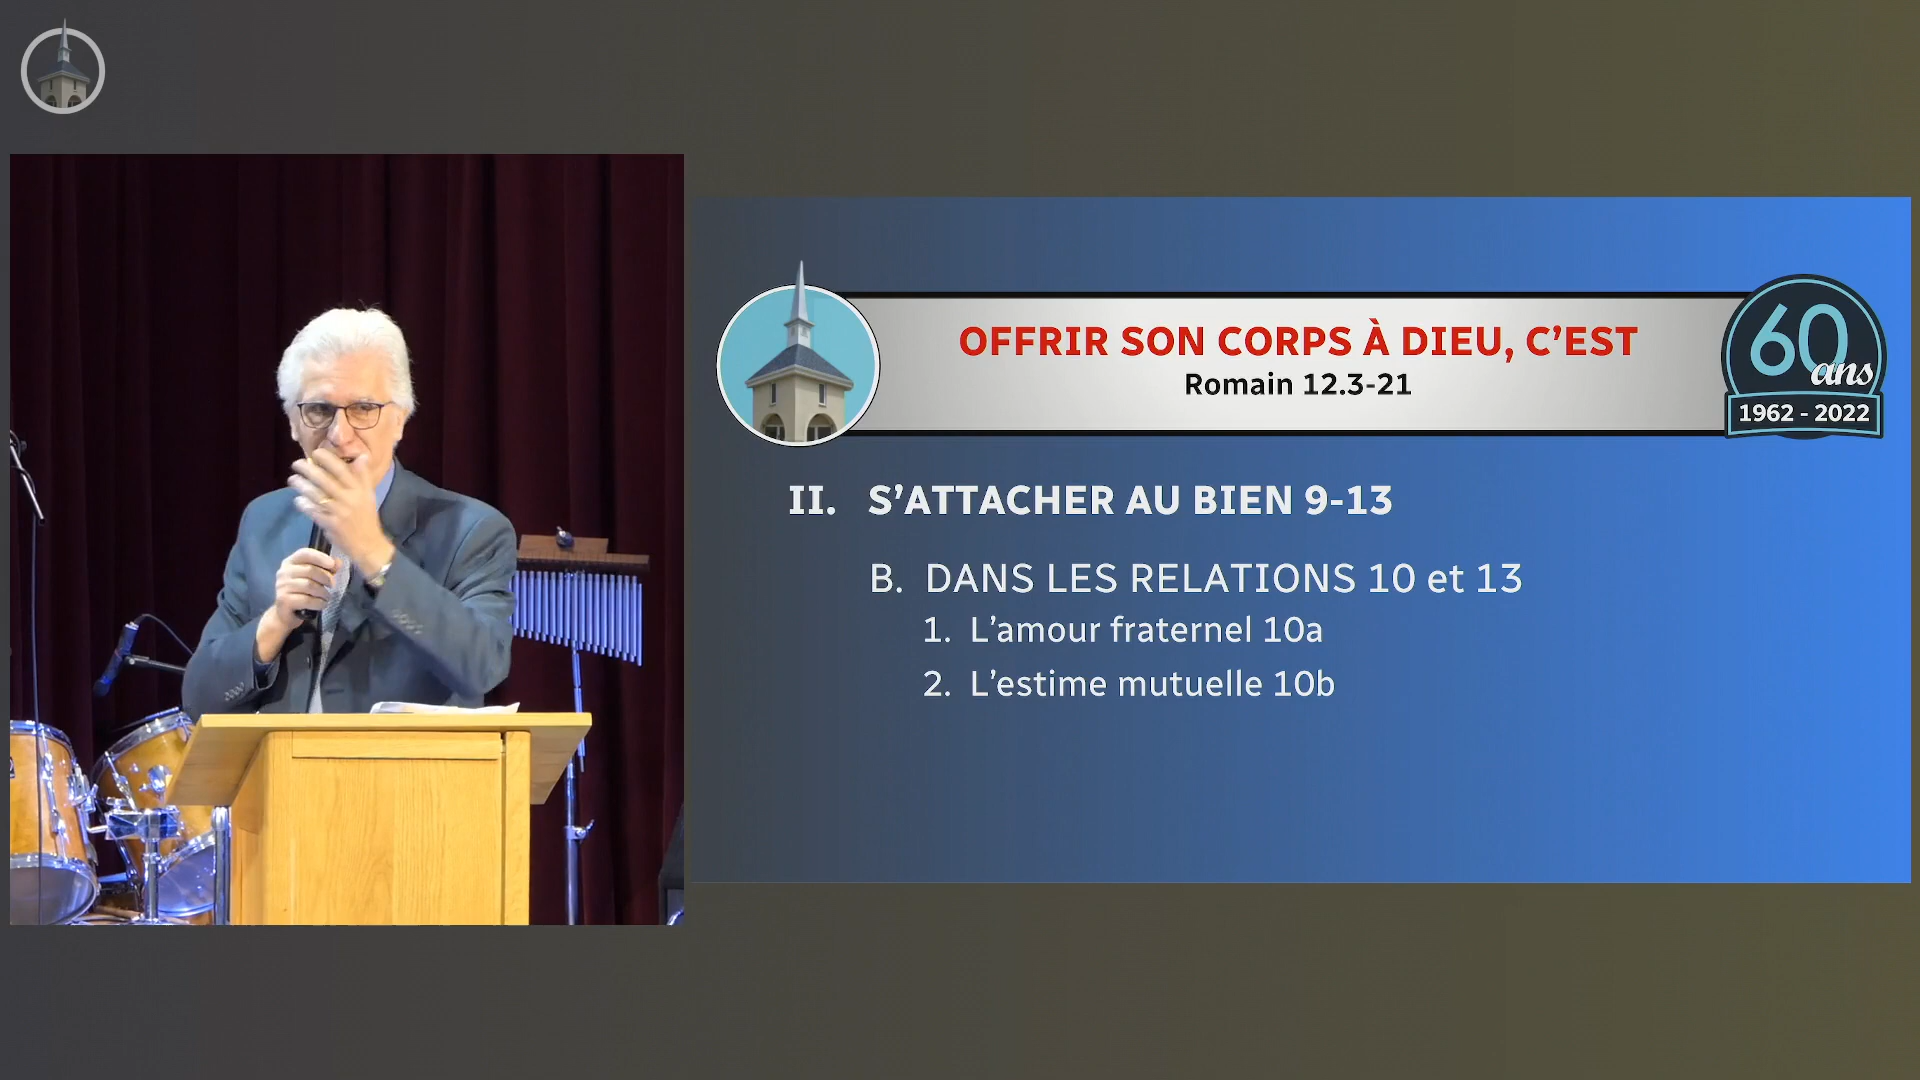 OFFRIR SON CORPS À DIEU, C’EST
Romain 12.3-21
60
ans
1962 - 2022
II. S’ATTACHER AU BIEN 9-13
B. DANS LES RELATIONS 10 et 13
1. L’amour fraternel 10a
2. L’estime mutuelle 10b